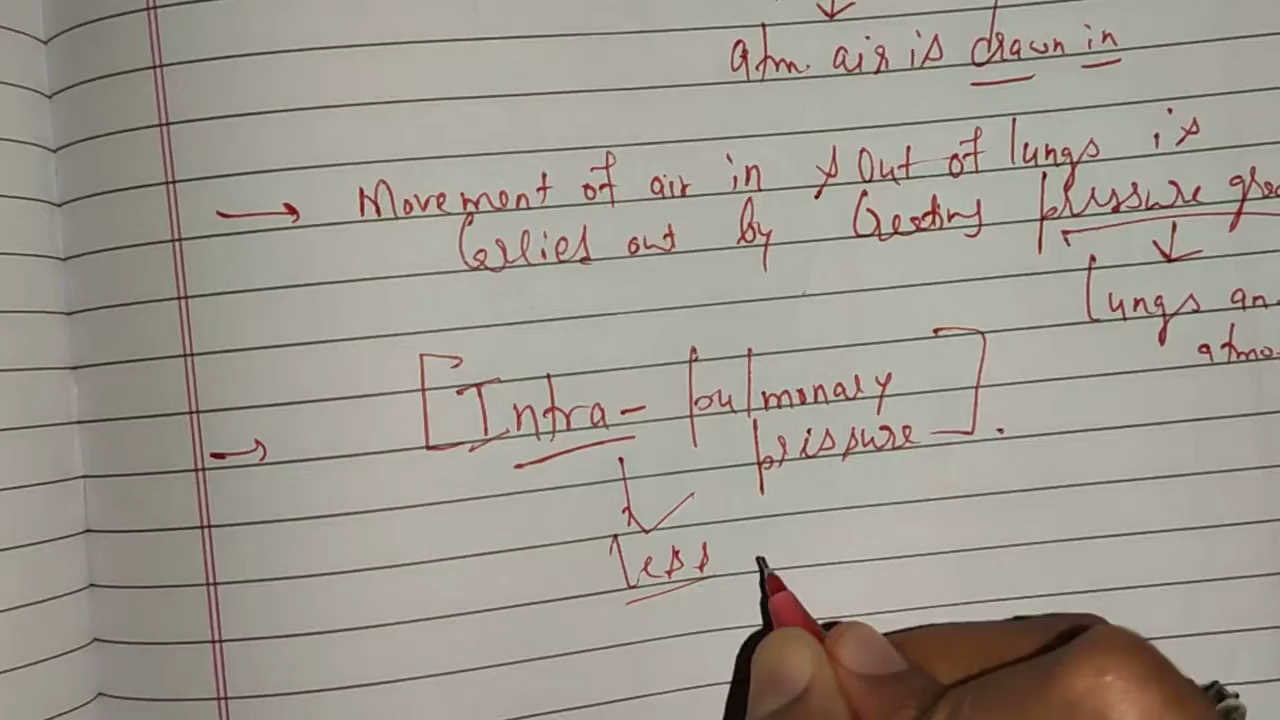 atm air is drawn in
→ Movement of air in & Out of lungs is
Carried out by Creating pressure gra
lungs an
atmo
→ [Intra- pulmonary
pressure].
less